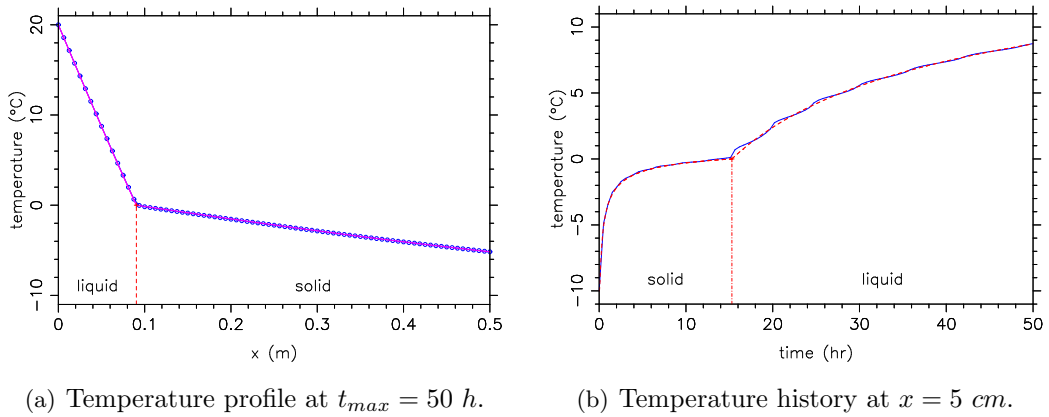 20
10
0
−10
temperature (°C)
liquid
solid
0
0.1
0.2
0.3
0.4
0.5
x (m)
10
5
0
−5
−10
temperature (°C)
solid
liquid
0
10
20
30
40
50
time (hr)
(a) Temperature profile at tmax = 50 h.
(b) Temperature history at x = 5 cm.